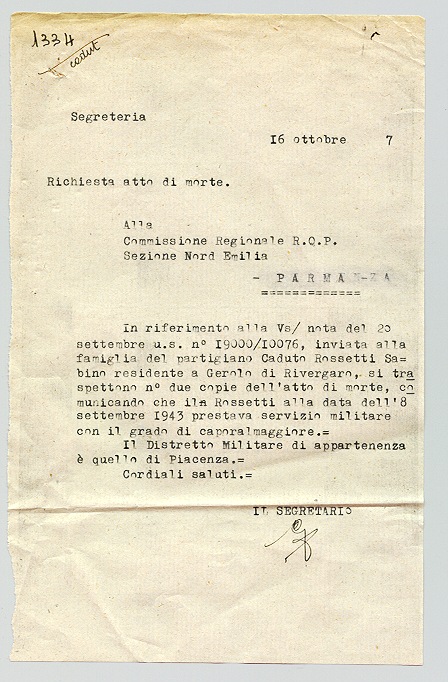 1334
cadut
Segreteria
16 ottobre 7
Richiesta atto di morte.
Alla
Commissione Regionale R.Q.P.
Sezione Nord Emilia
- P A R M A
=============
In riferimento alla Vs/ nota del 20
settembre u.s. n° 19000/10076, inviata alla
famiglia del partigiano Caduto Rossetti Sa=
bino residente a Gerolo di Rivergaro, si tra
spettono n° due copie dell'atto di morte, co
municando che il Rossetti alla data dell'8
settembre 1943 prestava servizio militare
con il grado di caporalmaggiore.=
Il Distretto Militare di appartenenza
è quello di Piacenza.=
Cordiali saluti.=
IL SEGRETARIO